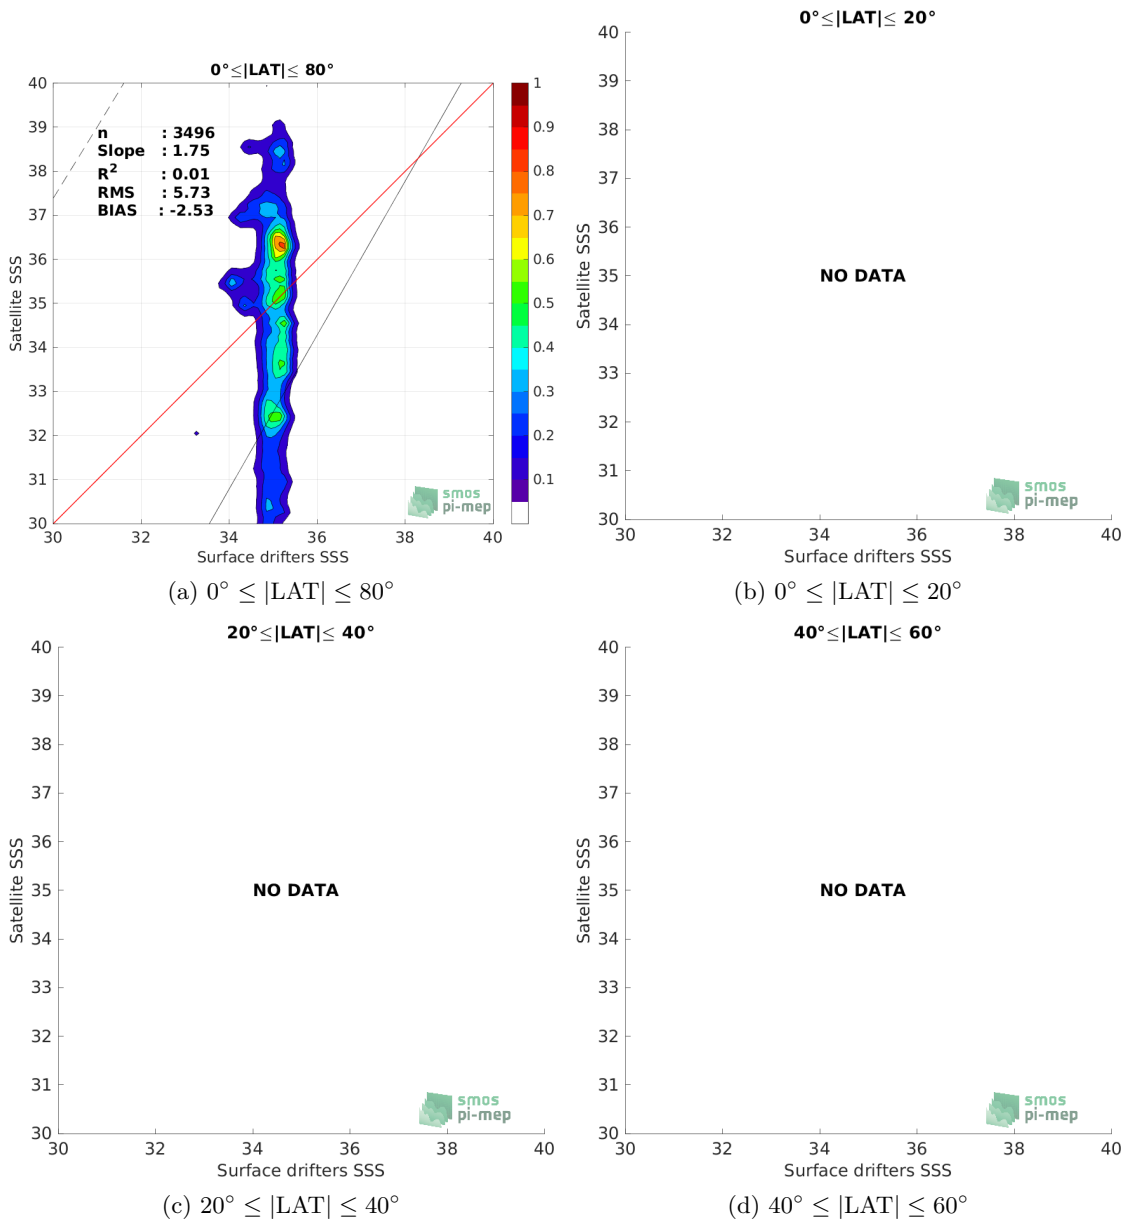 0°≤|LAT|≤ 80°
40
39
38
37
36
35
34
33
32
31
30
Satellite SSS
n : 3496
Slope : 1.75
R² : 0.01
RMS : 5.73
BIAS : -2.53
1
0.9
0.8
0.7
0.6
0.5
0.4
0.3
0.2
0.1
smos
pi-mep
30 32 34 36 38 40
Surface drifters SSS
(a) 0° ≤ |LAT| ≤ 80°
0°≤|LAT|≤ 20°
40
39
38
37
36
35
34
33
32
31
30
Satellite SSS
NO DATA
smos
pi-mep
30 32 34 36 38 40
Surface drifters SSS
(b) 0° ≤ |LAT| ≤ 20°
20°≤|LAT|≤ 40°
40
39
38
37
36
35
34
33
32
31
30
Satellite SSS
NO DATA
smos
pi-mep
30 32 34 36 38 40
Surface drifters SSS
(c) 20° ≤ |LAT| ≤ 40°
40°≤|LAT|≤ 60°
40
39
38
37
36
35
34
33
32
31
30
Satellite SSS
NO DATA
smos
pi-mep
30 32 34 36 38 40
Surface drifters SSS
(d) 40° ≤ |LAT| ≤ 60°